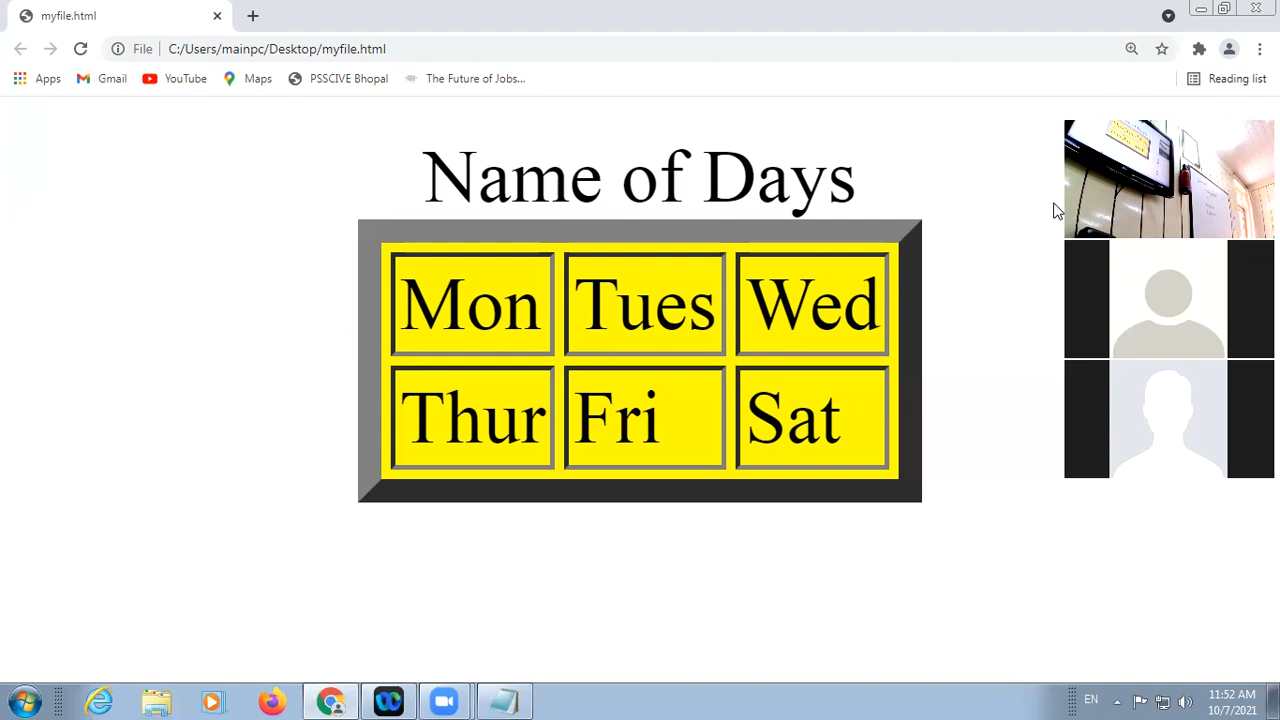 myfile.html
File C:/Users/mainpc/Desktop/myfile.html
Apps Gmail YouTube Maps PSSCIVE Bhopal The Future of Jobs... Reading list
Name of Days
Mon Tues Wed
Thur Fri Sat
EN 11:52 AM
10/7/2021